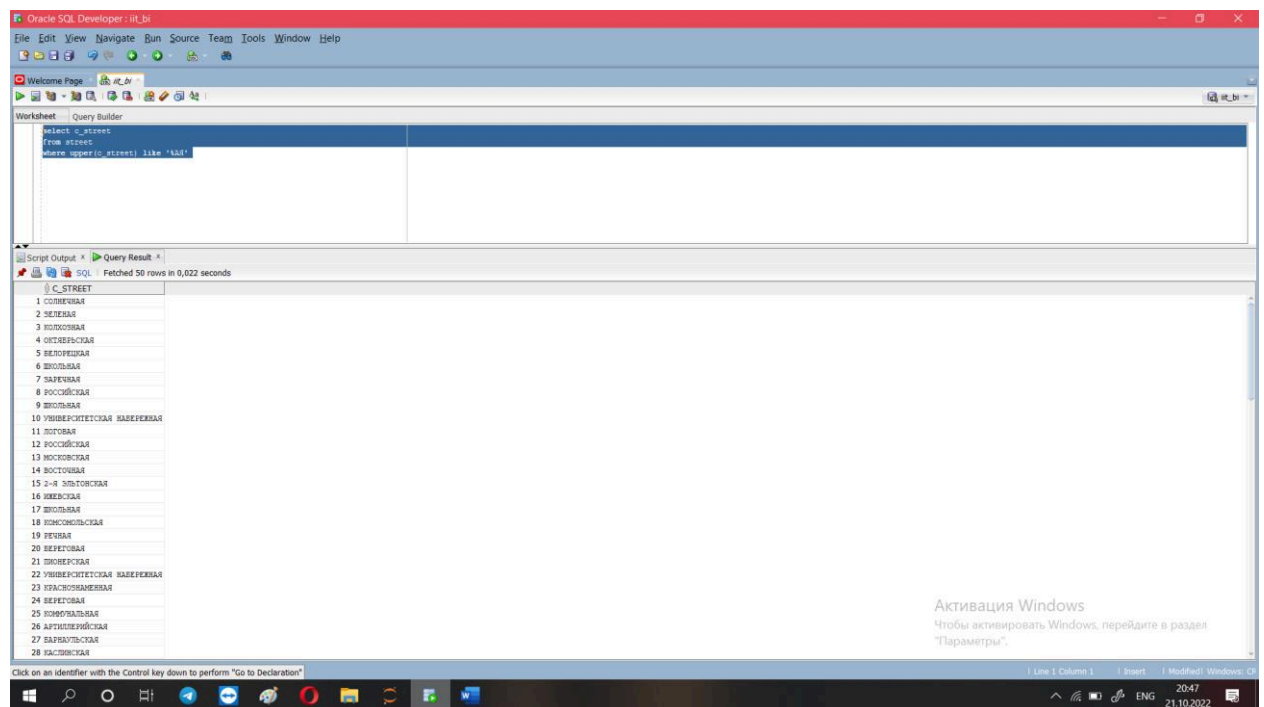 Oracle SQL Developer : iit_bi
File Edit View Navigate Run Source Team Tools Window Help
Welcome Page iit_bi
iit_bi
Worksheet Query Builder
select c_street
from street
where upper(c_street) like '%АЯ'
Script Output × Query Result ×
SQL | Fetched 50 rows in 0,022 seconds
C_STREET
1 СОЛНЕЧНАЯ
2 ЗЕЛЕНАЯ
3 КОЛХОЗНАЯ
4 ОКТЯБРЬСКАЯ
5 БЕЛОРЕЦКАЯ
6 ШКОЛЬНАЯ
7 ЗАРЕЧНАЯ
8 РОССИЙСКАЯ
9 ШКОЛЬНАЯ
10 УНИВЕРСИТЕТСКАЯ НАБЕРЕЖНАЯ
11 ЛОГОВАЯ
12 РОССИЙСКАЯ
13 МОСКОВСКАЯ
14 ВОСТОЧНАЯ
15 2-Я ЭЛЬТОНСКАЯ
16 ИЖЕВСКАЯ
17 ШКОЛЬНАЯ
18 КОМСОМОЛЬСКАЯ
19 РЕЧНАЯ
20 БЕРЕГОВАЯ
21 ПИОНЕРСКАЯ
22 УНИВЕРСИТЕТСКАЯ НАБЕРЕЖНАЯ
23 КРАСНОЗНАМЕННАЯ
24 БЕРЕГОВАЯ
25 КОММУНАЛЬНАЯ
26 АРТИЛЛЕРИЙСКАЯ
27 БАРНАУЛЬСКАЯ
28 КАСЛИНСКАЯ
Активация Windows
Чтобы активировать Windows, перейдите в раздел
"Параметры".
Click on an identifier with the Control key down to perform "Go to Declaration"
Line 1 Column 1 | Insert | Modified | Windows: CR
ENG
20:47
21.10.2022